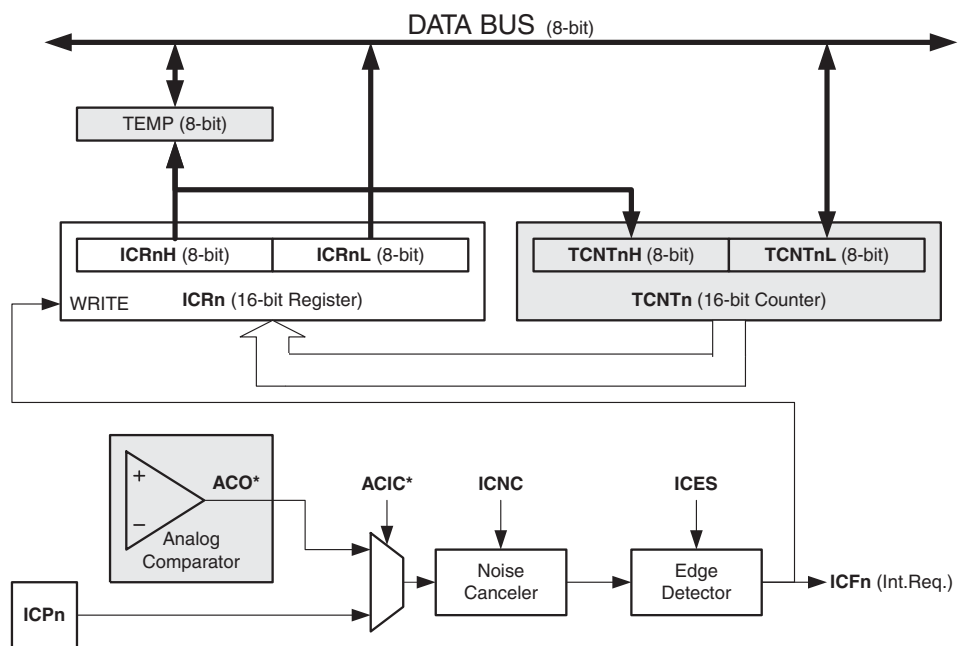 DATA BUS (8-bit)
TEMP (8-bit)
ICRnH (8-bit)
ICRnL (8-bit)
TCNTnH (8-bit)
TCNTnL (8-bit)
WRITE
ICRn (16-bit Register)
TCNTn (16-bit Counter)
+
−
ACO*
Analog
Comparator
ACIC*
ICNC
ICES
Noise
Canceler
Edge
Detector
ICFn (Int.Req.)
ICPn